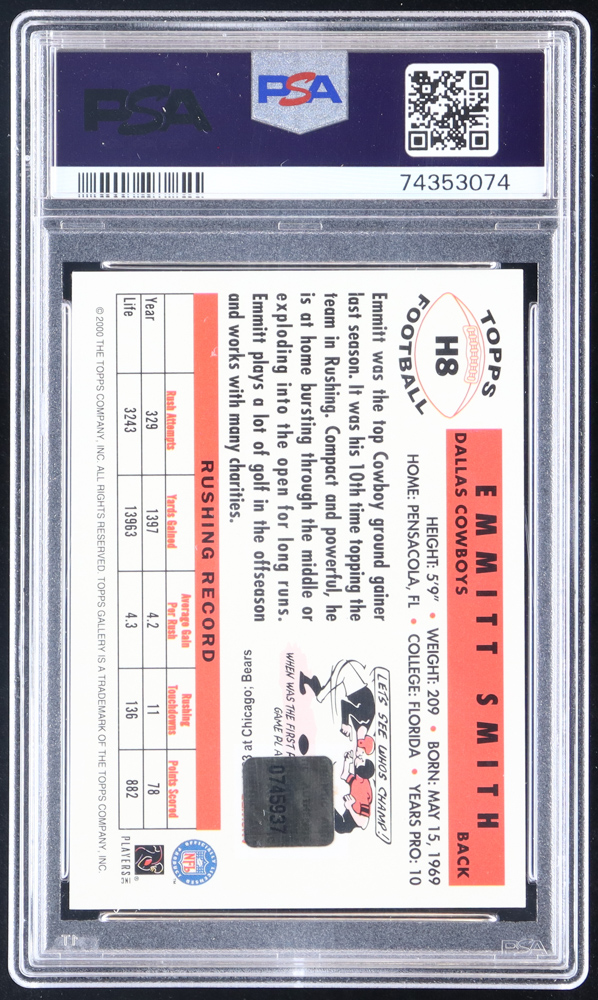 PSA
PSA
74353074
TOPPS
H8
FOOTBALL
EMMITT SMITH
DALLAS COWBOYS
BACK
HEIGHT: 5'9" • WEIGHT: 209 • BORN: MAY 15, 1969
HOME: PENSACOLA, FL • COLLEGE: FLORIDA • YEARS PRO: 10
Emmitt was the top Cowboy ground gainer
last season. It was his 10th time topping the
team in Rushing. Compact and powerful, he
is at home bursting through the middle or
exploding into the open for long runs.
Emmitt plays a lot of golf in the offseason
and works with many charities.
LET'S SEE WHO'S CHAMP!
WHEN WAS THE FIRST
GAME PLA
at Chicago; Bears
0745937
RUSHING RECORD
Year Rush Attempts Yards Gained Average Gain Per Rush Rushing Touchdowns Points Scored
Year 329 1397 4.2 11 78
Life 3243 13963 4.3 136 882
NFL
PLAYERS INC
© 2000 THE TOPPS COMPANY, INC. ALL RIGHTS RESERVED. TOPPS GALLERY IS A TRADEMARK OF THE TOPPS COMPANY, INC.
PSA